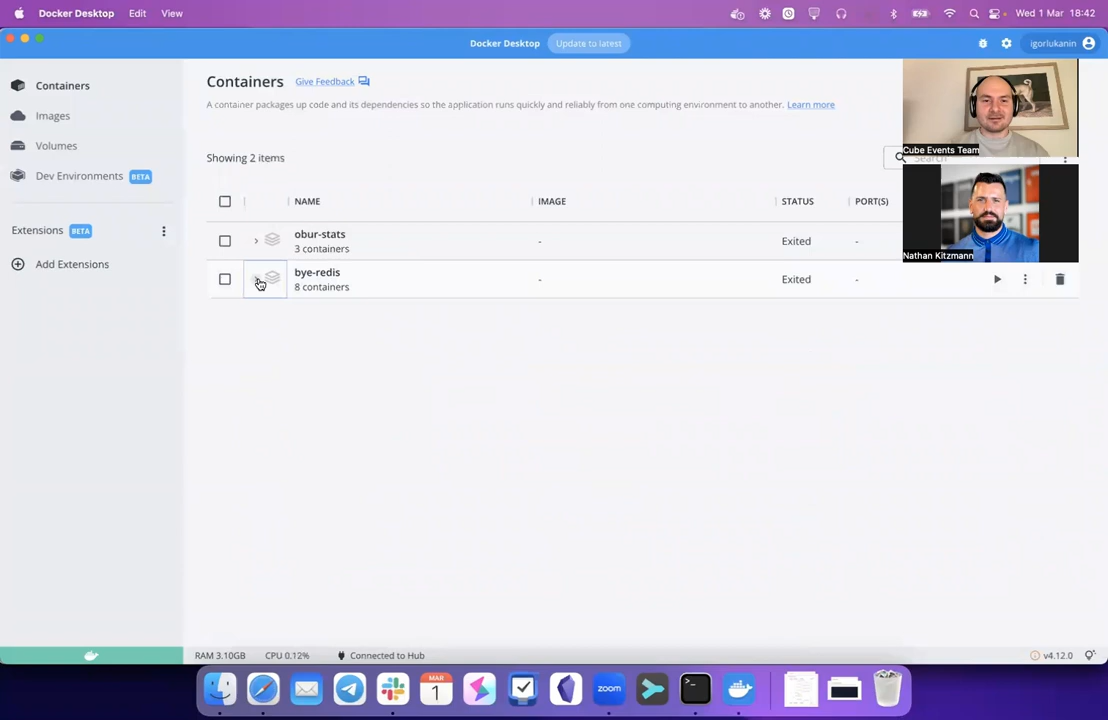 Docker Desktop Edit View
Wed 1 Mar 18:42
Docker Desktop Update to latest
igorlukanin
Containers
Images
Volumes
Dev Environments BETA
Extensions BETA
Add Extensions
Containers Give Feedback
A container packages up code and its dependencies so the application runs quickly and reliably from one computing environment to another. Learn more
Showing 2 items
Search
NAME IMAGE STATUS PORT(S)
obur-stats
3 containers
- Exited -
bye-redis
8 containers
- Exited -
Cube Events Team
Nathan Kitzmann
RAM 3.10GB CPU 0.12% Connected to Hub
v4.12.0
MAR
1
zoom